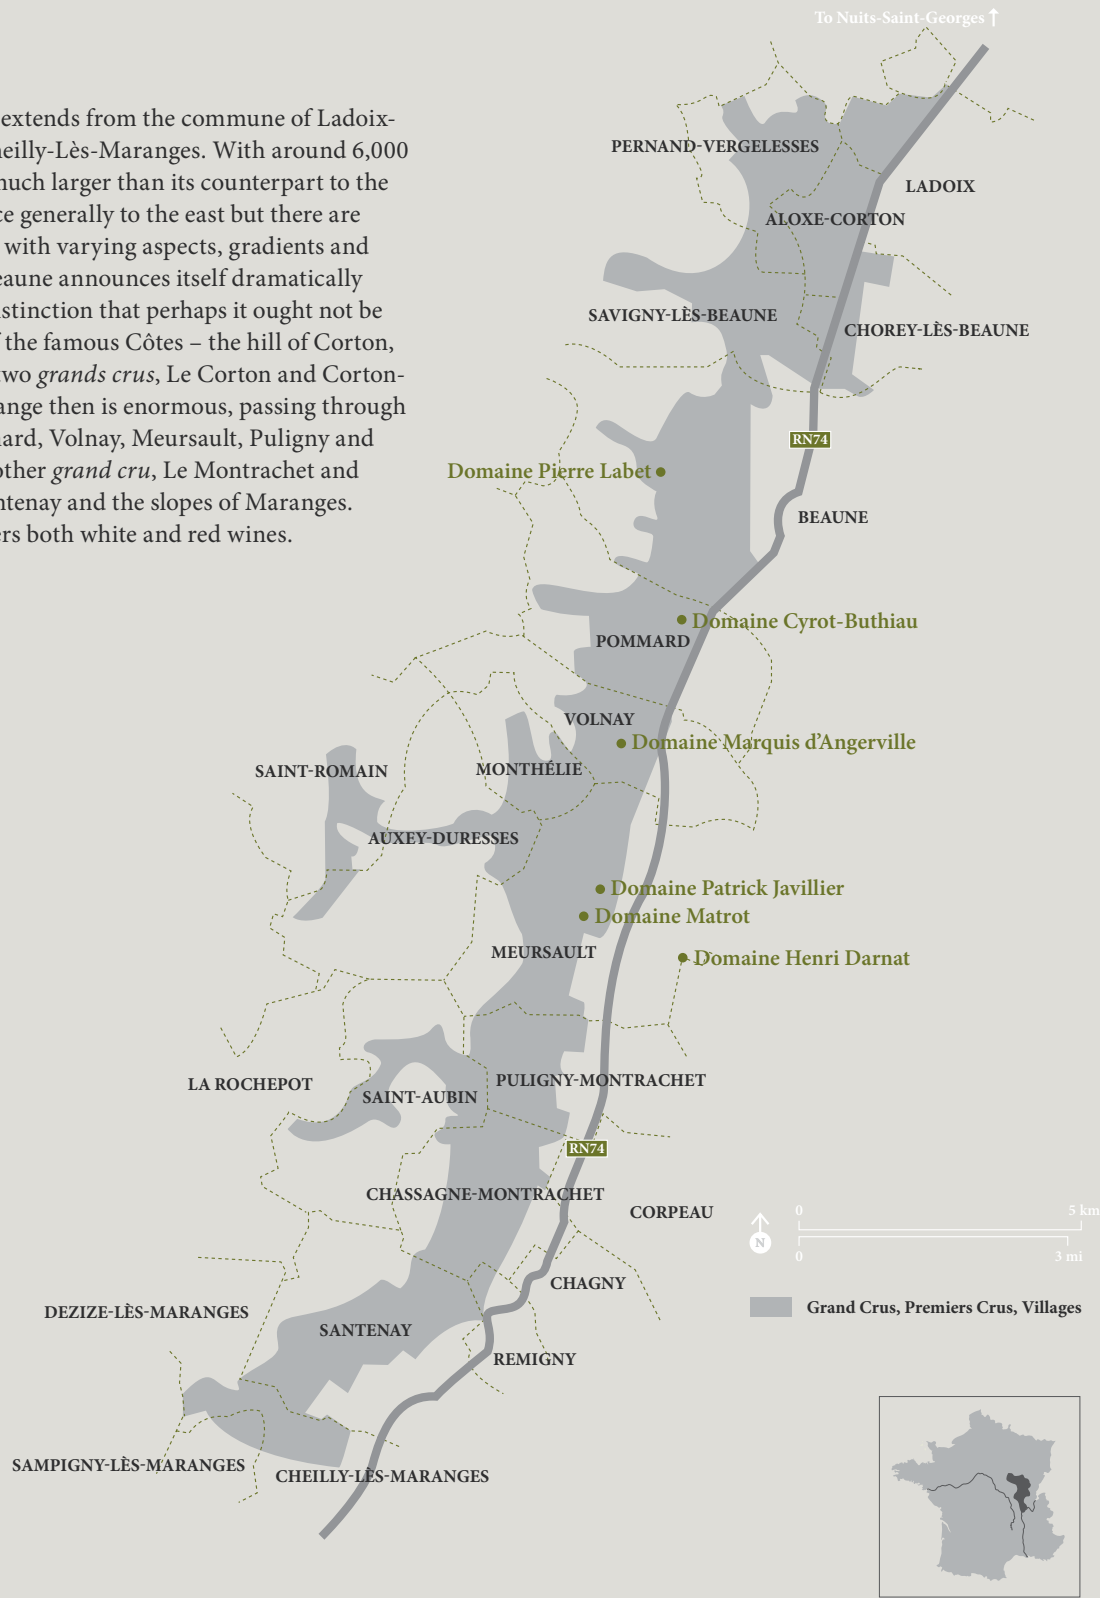 To Nuits-Saint-Georges
extends from the commune of Ladoix-
heilly-Lès-Maranges. With around 6,000
much larger than its counterpart to the
ce generally to the east but there are
with varying aspects, gradients and
eaune announces itself dramatically
stinction that perhaps it ought not be
f the famous Côtes – the hill of Corton,
two grands crus, Le Corton and Corton-
ange then is enormous, passing through
nard, Volnay, Meursault, Puligny and
other grand cru, Le Montrachet and
ntenay and the slopes of Maranges.
ers both white and red wines.
PERNAND-VERGELESSES
LADOIX
ALOXE-CORTON
SAVIGNY-LÈS-BEAUNE
CHOREY-LÈS-BEAUNE
RN74
Domaine Pierre Labet
BEAUNE
Domaine Cyrot-Buthiau
POMMARD
VOLNAY
Domaine Marquis d’Angerville
SAINT-ROMAIN
MONTHÉLIE
AUXEY-DURESSES
Domaine Patrick Javillier
Domaine Matrot
MEURSAULT
Domaine Henri Darnat
LA ROCHEPOT
PULIGNY-MONTRACHET
SAINT-AUBIN
RN74
CHASSAGNE-MONTRACHET
CORPEAU
0
5 km
N
0
3 mi
CHAGNY
Grand Crus, Premiers Crus, Villages
DEZIZE-LÈS-MARANGES
SANTENAY
REMIGNY
SAMPIGNY-LÈS-MARANGES
CHEILLY-LÈS-MARANGES